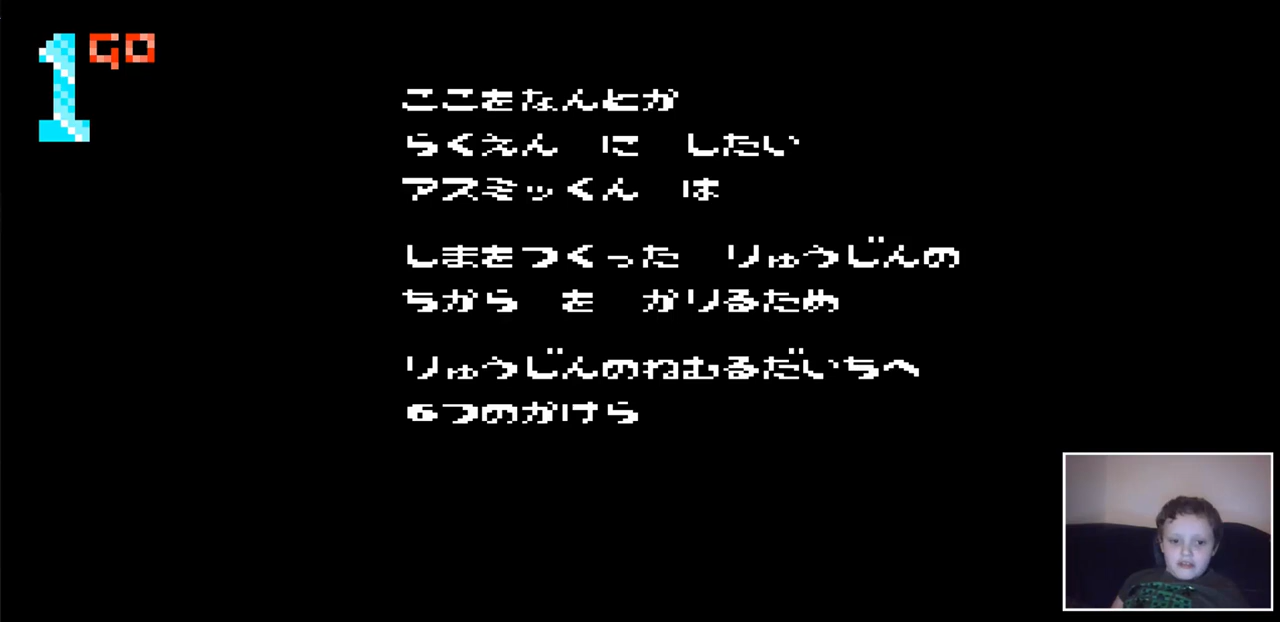 1GO
ここをなんとか
らくえん に したい
アスミッくん は
しまをつくった りゅうじんの
ちから を かりるため
りゅうじんのねむるだいちへ
6つのかけら